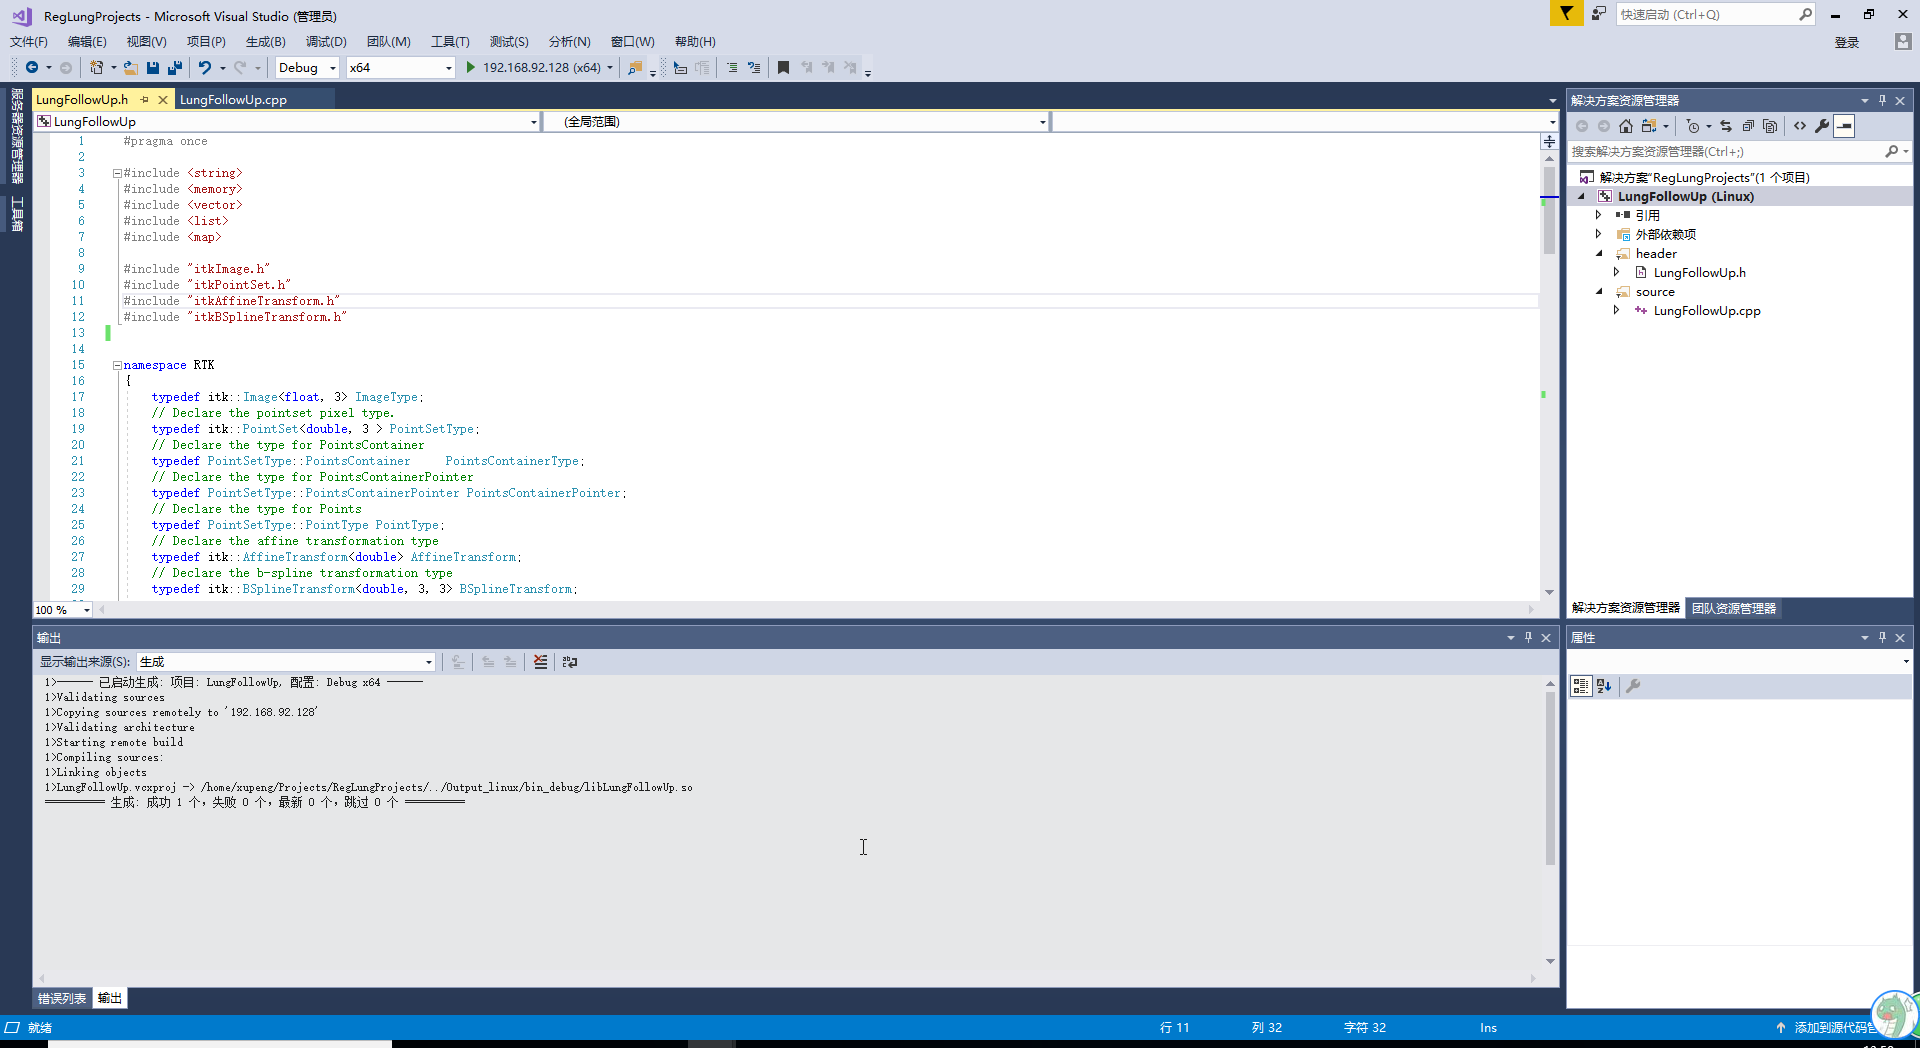 RegLungProjects - Microsoft Visual Studio (管理员)
快速启动 (Ctrl+Q)
文件(F) 编辑(E) 视图(V) 项目(P) 生成(B) 调试(D) 团队(M) 工具(T) 测试(S) 分析(N) 窗口(W) 帮助(H)
登录
Debug x64 192.168.92.128 (x64)
服务器资源管理器
工具箱
LungFollowUp.h LungFollowUp.cpp
LungFollowUp (全局范围)
1 #pragma once
2
3 #include <string>
4 #include <memory>
5 #include <vector>
6 #include <list>
7 #include <map>
8
9 #include "itkImage.h"
10 #include "itkPointSet.h"
11 #include "itkAffineTransform.h"
12 #include "itkBSplineTransform.h"
13
14
15 namespace RTK
16 {
17 typedef itk::Image<float, 3> ImageType;
18 // Declare the pointset pixel type.
19 typedef itk::PointSet<double, 3 > PointSetType;
20 // Declare the type for PointsContainer
21 typedef PointSetType::PointsContainer PointsContainerType;
22 // Declare the type for PointsContainerPointer
23 typedef PointSetType::PointsContainerPointer PointsContainerPointer;
24 // Declare the type for Points
25 typedef PointSetType::PointType PointType;
26 // Declare the affine transformation type
27 typedef itk::AffineTransform<double> AffineTransform;
28 // Declare the b-spline transformation type
29 typedef itk::BSplineTransform<double, 3, 3> BSplineTransform;
100 %
输出
显示输出来源(S): 生成
1>------ 已启动生成: 项目: LungFollowUp, 配置: Debug x64 ------
1>Validating sources
1>Copying sources remotely to '192.168.92.128'
1>Validating architecture
1>Starting remote build
1>Compiling sources:
1>Linking objects
1>LungFollowUp.vcxproj -> /home/xupeng/Projects/RegLungProjects/../Output_linux/bin_debug/libLungFollowUp.so
========== 生成: 成功 1 个，失败 0 个，最新 0 个，跳过 0 个 ==========
错误列表 输出
解决方案资源管理器
搜索解决方案资源管理器(Ctrl+;)
解决方案"RegLungProjects"(1 个项目)
LungFollowUp (Linux)
引用
外部依赖项
header
LungFollowUp.h
source
LungFollowUp.cpp
解决方案资源管理器 团队资源管理器
属性
就绪 行 11 列 32 字符 32 Ins 添加到源代码